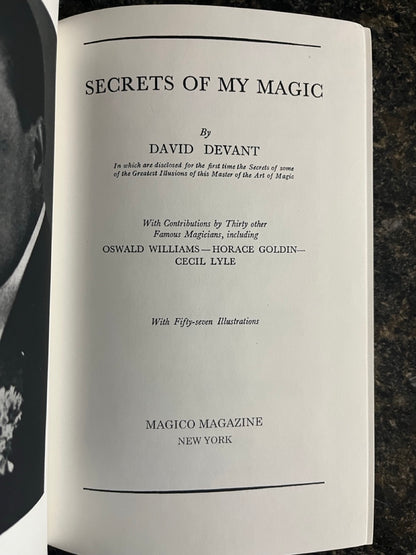 SECRETS OF MY MAGIC
By
DAVID DEVANT
In which are disclosed for the first time the Secrets of some
of the Greatest Illusions of this Master of the Art of Magic
With Contributions by Thirty other
Famous Magicians, including
OSWALD WILLIAMS—HORACE GOLDIN—
CECIL LYLE
With Fifty-seven Illustrations
MAGICO MAGAZINE
NEW YORK